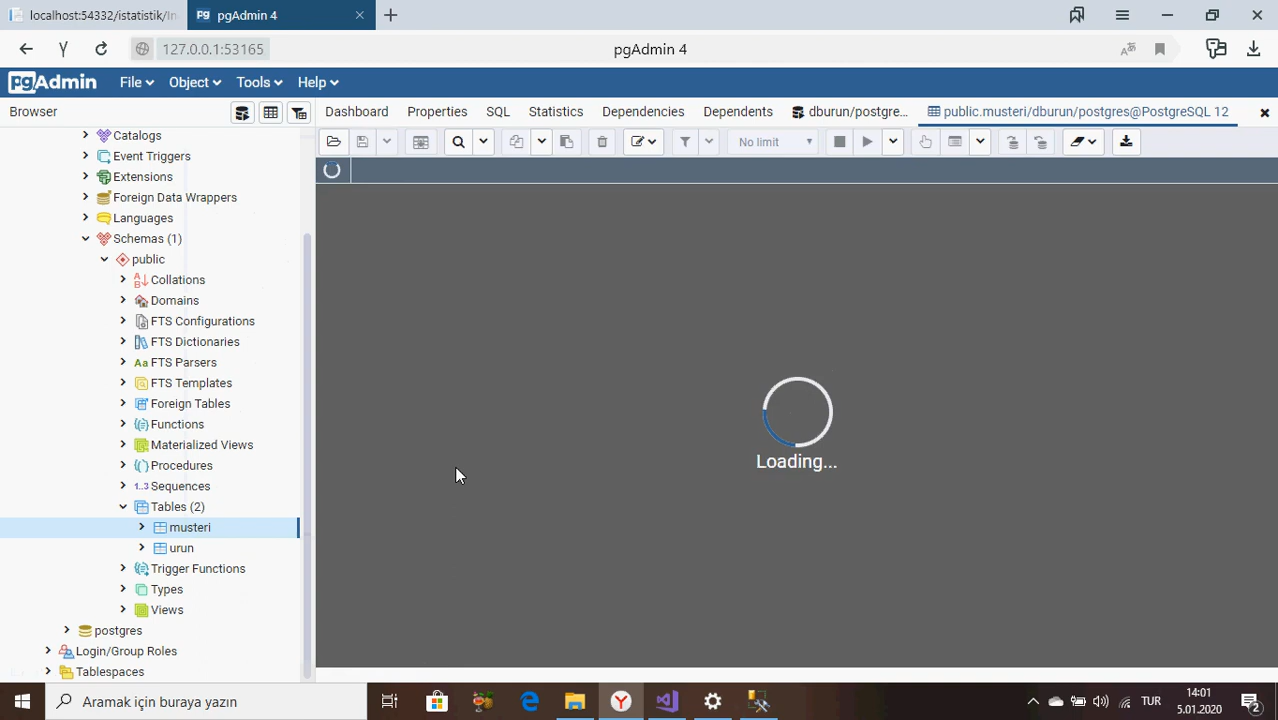 localhost:54332/istatistik/In
pgAdmin 4
127.0.0.1:53165
pgAdmin 4
pgAdmin File Object Tools Help
Browser
Dashboard Properties SQL Statistics Dependencies Dependents dburun/postgre... public.musteri/dburun/postgres@PostgreSQL 12
No limit
Catalogs
Event Triggers
Extensions
Foreign Data Wrappers
Languages
Schemas (1)
public
Collations
Domains
FTS Configurations
FTS Dictionaries
Aa FTS Parsers
FTS Templates
Foreign Tables
Functions
Materialized Views
Procedures
1..3 Sequences
Tables (2)
musteri
urun
Trigger Functions
Types
Views
postgres
Login/Group Roles
Tablespaces
Loading...
Aramak için buraya yazın
TUR
14:01
5.01.2020
2